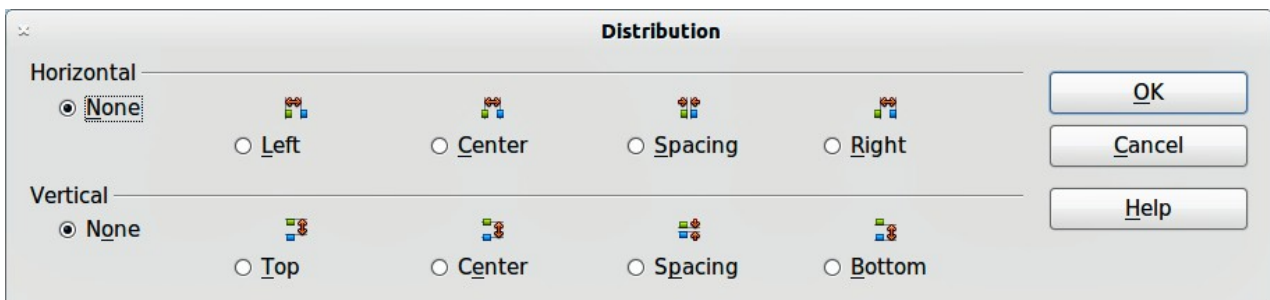 Distribution
Horizontal
None
Left Center Spacing Right
OK
Cancel
Help
Vertical
None
Top Center Spacing Bottom